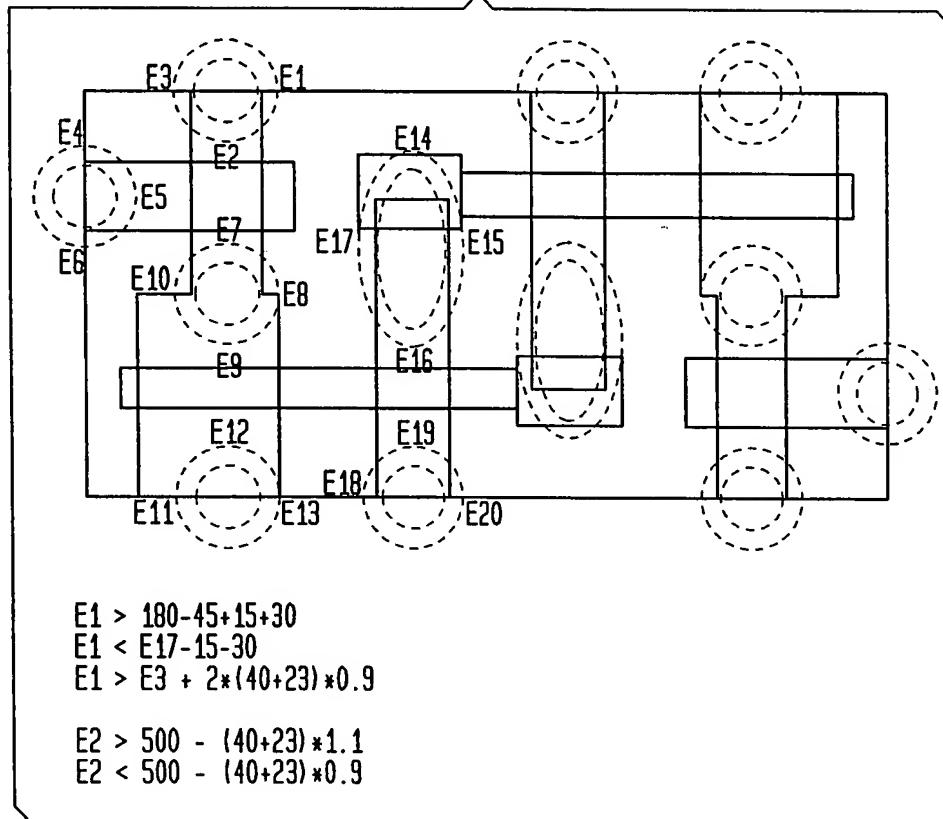 E3 E1
E4 E2 E14
E5
E7 E17 E15
E6
E10 E8
E9 E16
E12 E19
E18
E11 E13 E20
E1 > 180-45+15+30
E1 < E17-15-30
E1 > E3 + 2*(40+23)*0.9
E2 > 500 - (40+23)*1.1
E2 < 500 - (40+23)*0.9